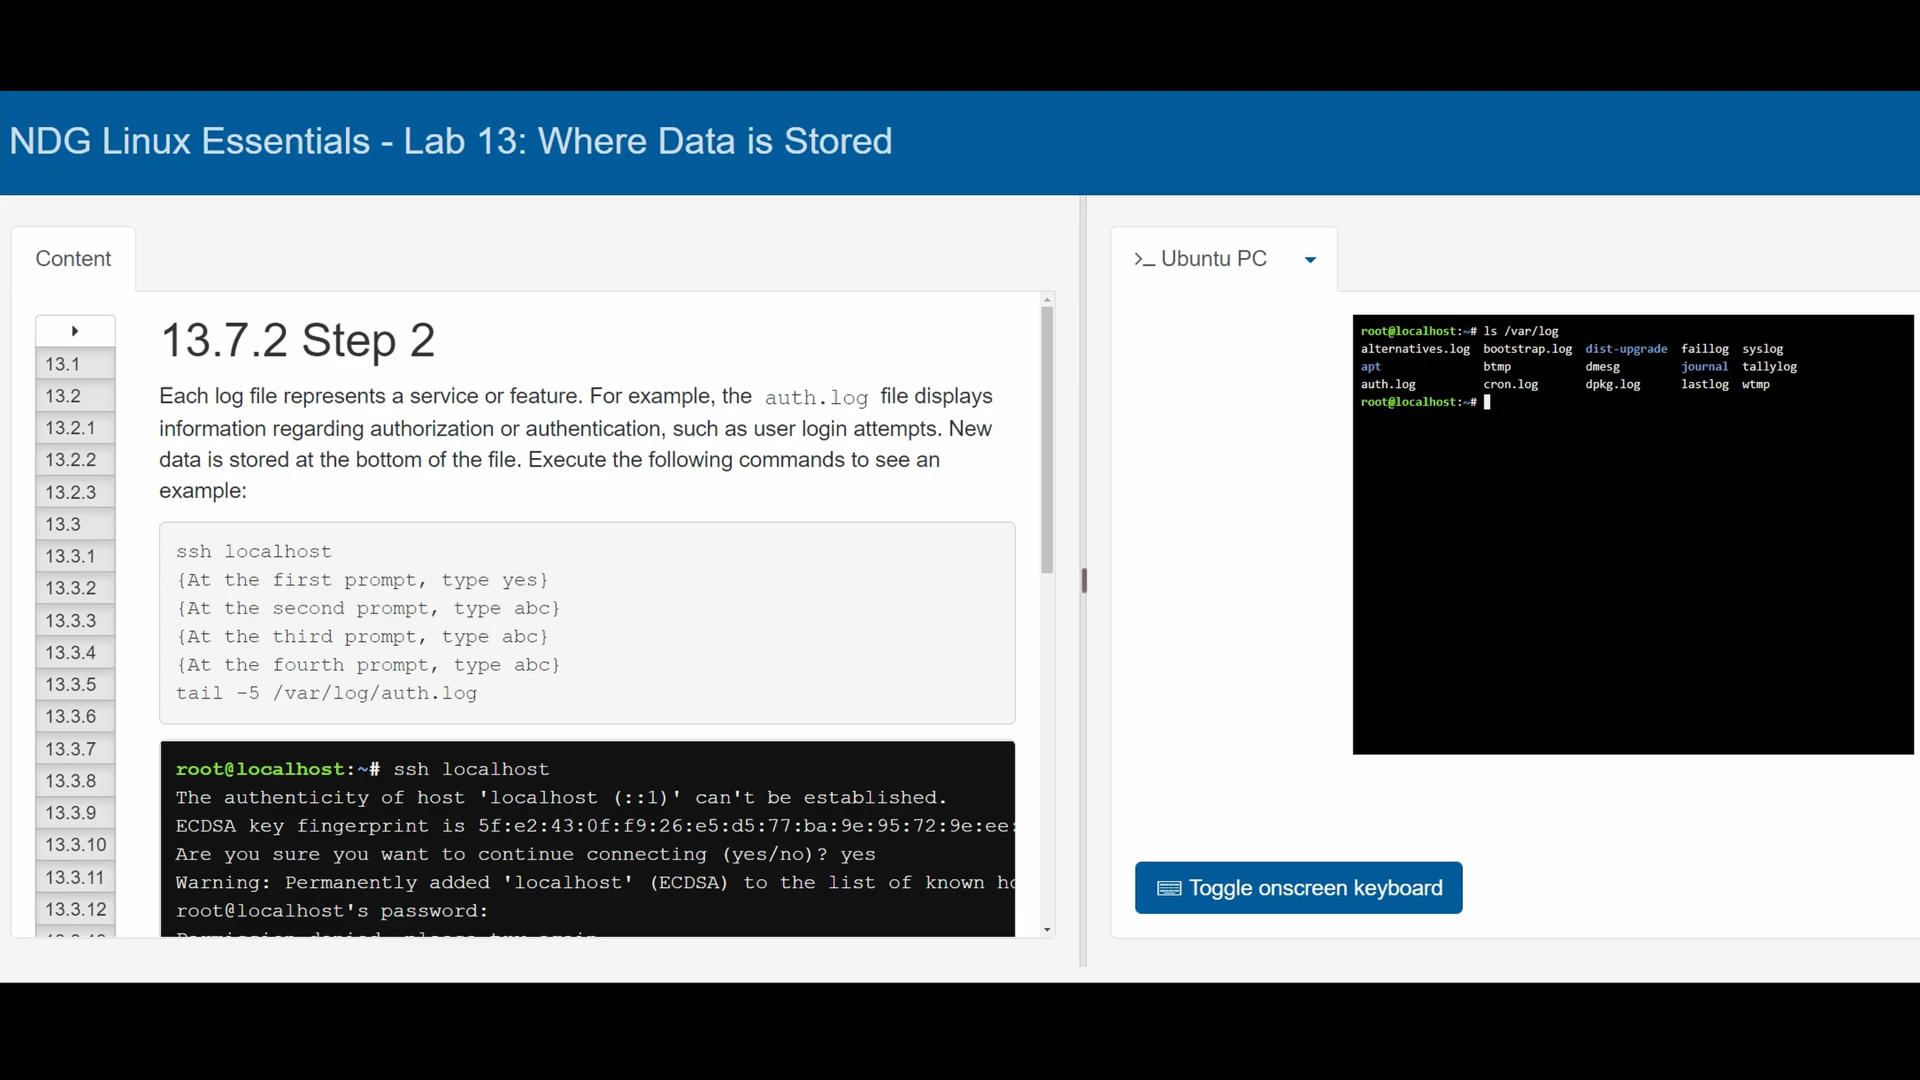 NDG Linux Essentials - Lab 13: Where Data is Stored
Content
13.1
13.2
13.2.1
13.2.2
13.2.3
13.3
13.3.1
13.3.2
13.3.3
13.3.4
13.3.5
13.3.6
13.3.7
13.3.8
13.3.9
13.3.10
13.3.11
13.3.12
13.7.2 Step 2
Each log file represents a service or feature. For example, the auth.log file displays
information regarding authorization or authentication, such as user login attempts. New
data is stored at the bottom of the file. Execute the following commands to see an
example:
ssh localhost
{At the first prompt, type yes}
{At the second prompt, type abc}
{At the third prompt, type abc}
{At the fourth prompt, type abc}
tail -5 /var/log/auth.log
root@localhost:~# ssh localhost
The authenticity of host 'localhost (::1)' can't be established.
ECDSA key fingerprint is 5f:e2:43:0f:f9:26:e5:d5:77:ba:9e:95:72:9e:ee:
Are you sure you want to continue connecting (yes/no)? yes
Warning: Permanently added 'localhost' (ECDSA) to the list of known
root@localhost's password:
Permission denied, please try again
>_ Ubuntu PC
root@localhost:~# ls /var/log
alternatives.log bootstrap.log dist-upgrade faillog syslog
apt btmp dmesg journal tallylog
auth.log cron.log dpkg.log lastlog wtmp
root@localhost:~#
Toggle onscreen keyboard